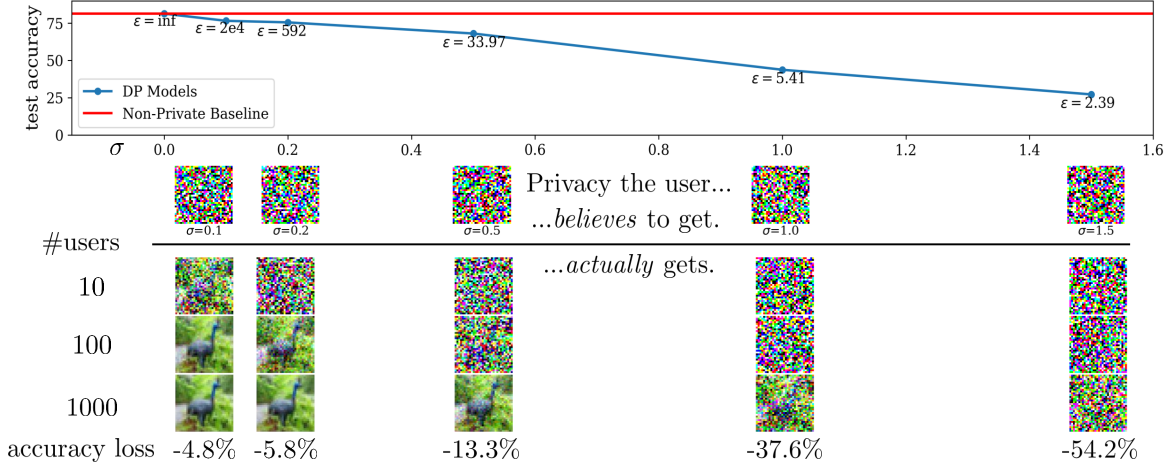 test accuracy
75
50
25
0
ε = inf
ε = 2e4
ε = 592
ε = 33.97
ε = 5.41
ε = 2.39
DP Models
Non-Private Baseline
σ
0.0 0.2 0.4 0.6 0.8 1.0 1.2 1.4 1.6
Privacy the user...
...believes to get.
σ=0.1 σ=0.2 σ=0.5 σ=1.0 σ=1.5
#users
...actually gets.
10
100
1000
accuracy loss -4.8% -5.8% -13.3% -37.6% -54.2%